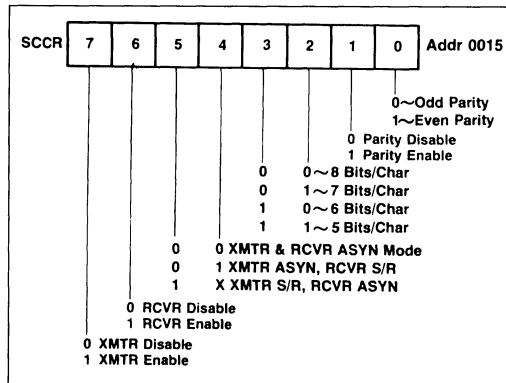 SCCR 7 6 5 4 3 2 1 0 Addr 0015
0~Odd Parity
1~Even Parity
0 Parity Disable
1 Parity Enable
0 0~8 Bits/Char
0 1~7 Bits/Char
1 0~6 Bits/Char
1 1~5 Bits/Char
0 0 XMTR & RCVR ASYN Mode
0 1 XMTR ASYN, RCVR S/R
1 X XMTR S/R, RCVR ASYN
0 RCVR Disable
1 RCVR Enable
0 XMTR Disable
1 XMTR Enable